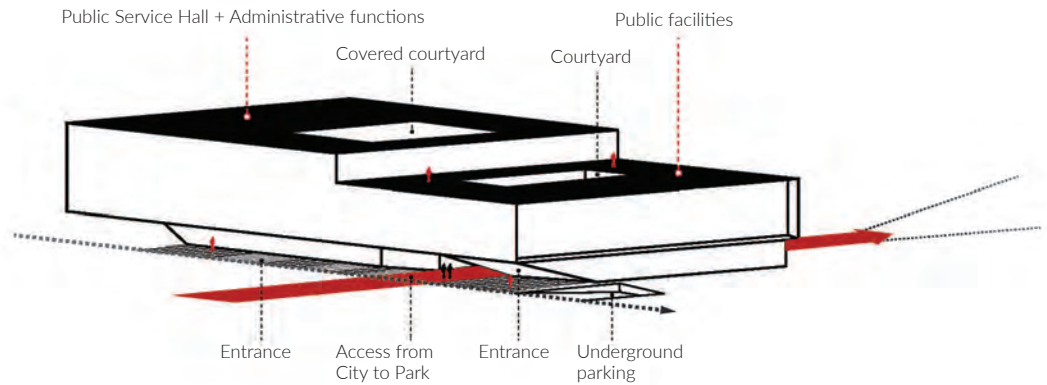 Public Service Hall + Administrative functions
Public facilities
Covered courtyard
Courtyard
Entrance
Access from
City to Park
Entrance
Underground
parking